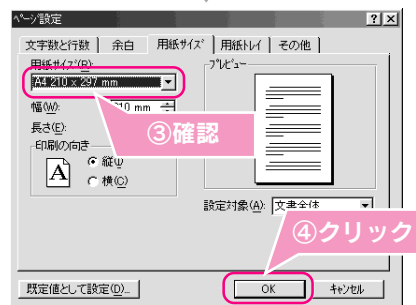 ページ設定
文字数と行数 余白 用紙サイズ 用紙トレイ その他
用紙サイズ(R):
A4 210 x 297 mm
プレビュー
幅(W): 210 mm
③確認
長さ(E):
印刷の向き
A
縦(I)
横(C)
設定対象(A): 文書全体
④クリック
既定値として設定(D)... OK キャンセル